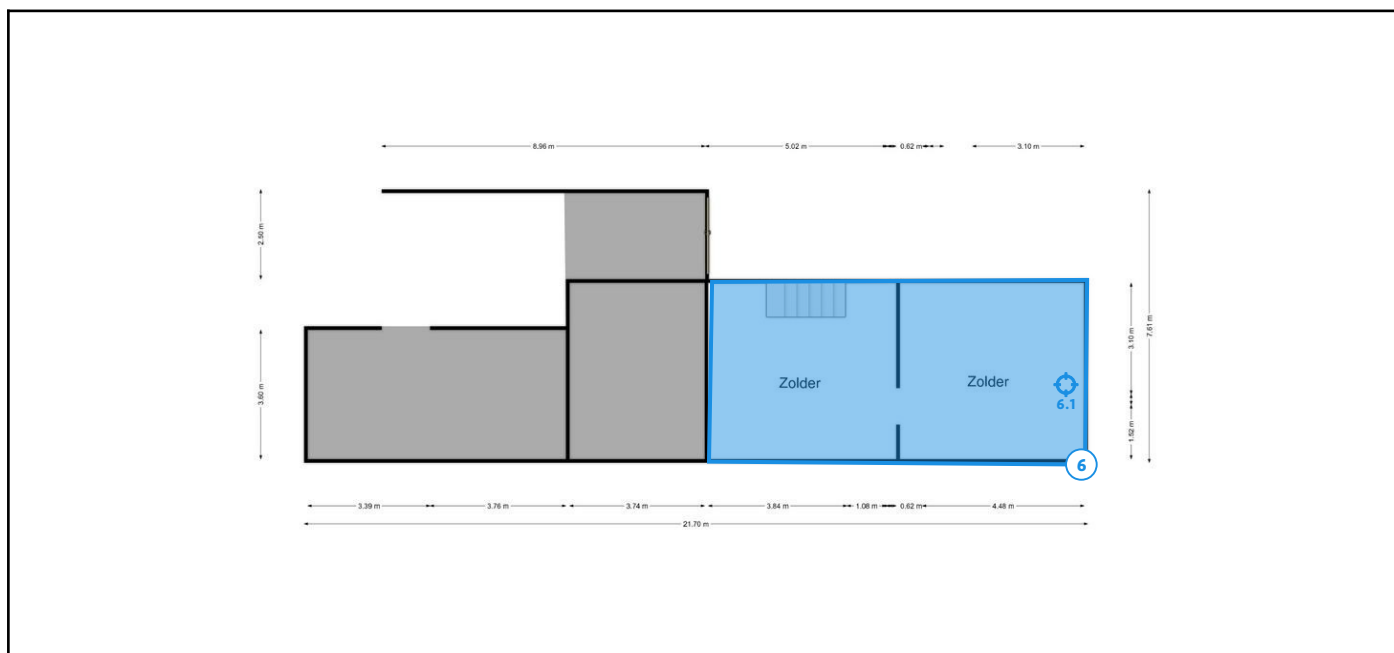 8.96 m 5.02 m 0.62 m 3.10 m
2.50 m
7.61 m
3.10 m
3.60 m
Zolder Zolder
6.1
1.52 m
6
3.39 m 3.76 m 3.74 m 3.84 m 1.08 m 0.62 m 4.48 m
21.70 m